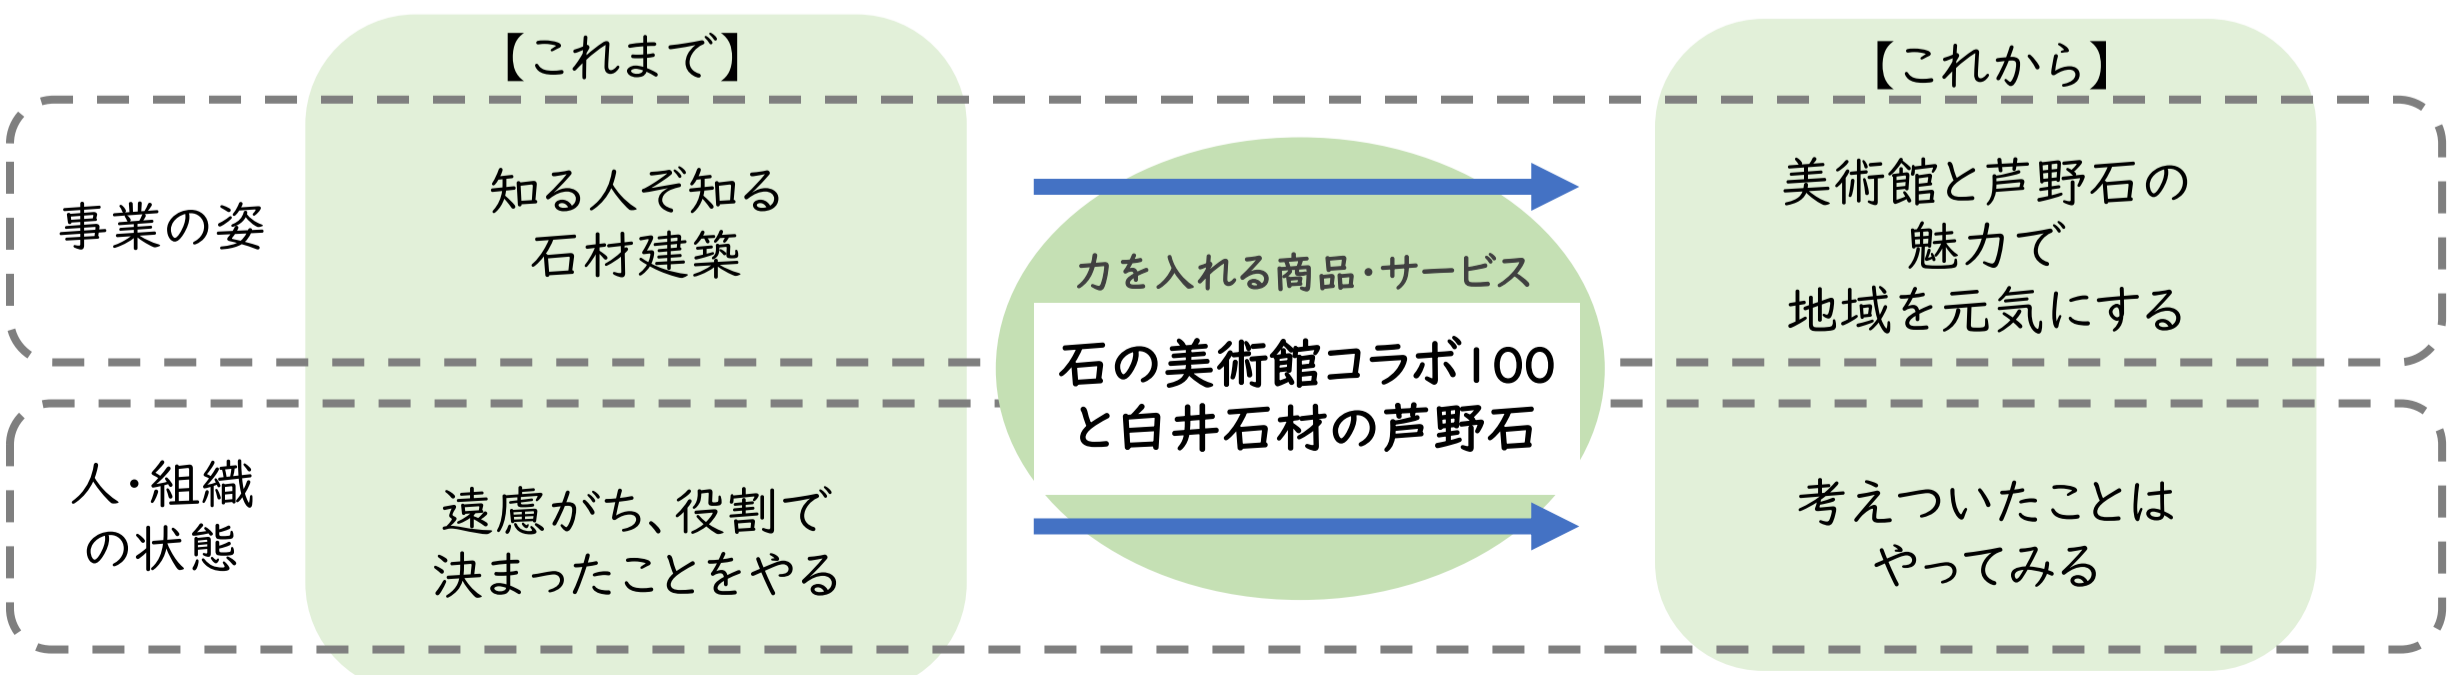 【これまで】
【これから】
事業の姿
知る人ぞ知る
石材建築
力を入れる商品・サービス
石の美術館コラボ100
と白井石材の芦野石
美術館と芦野石の
魅力で
地域を元気にする
人・組織
の状態
遠慮がち、役割で
決まったことをやる
考えついたことは
やってみる